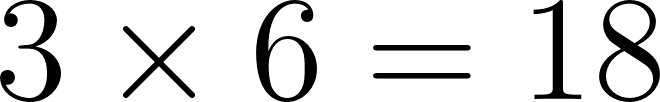 3 × 6 = 18